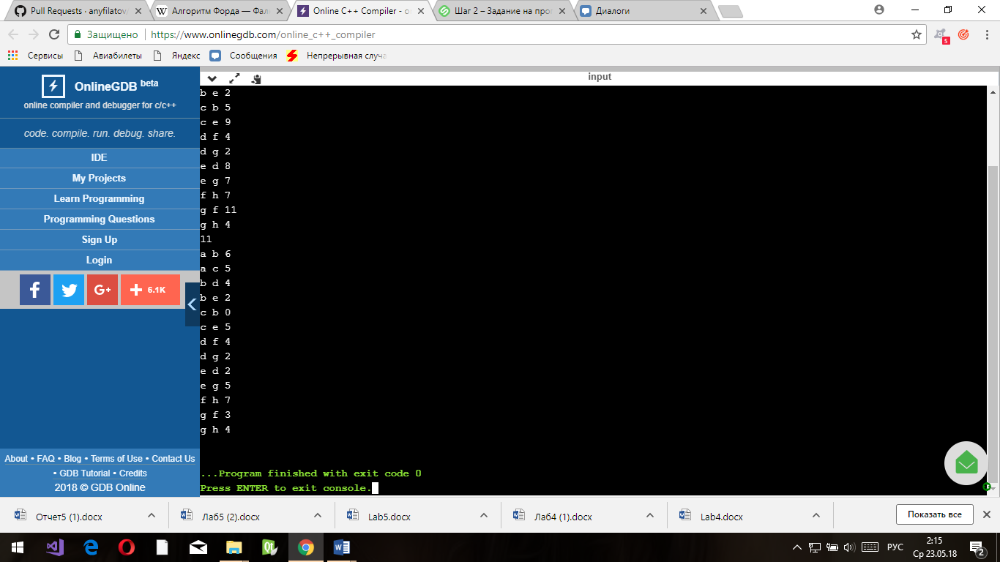 Pull Requests · anyfilatov/
Алгоритм Форда — Фал
Online C++ Compiler - o
Шаг 2 – Задание на про
Диалоги
Защищено
https://www.onlinegdb.com/online_c++_compiler
S
Сервисы
Авиабилеты
Яндекс
Сообщения
Непрерывная случа
OnlineGDB beta
online compiler and debugger for c/c++
code. compile. run. debug. share.
IDE
My Projects
Learn Programming
Programming Questions
Sign Up
Login
f
G+
6.1K
About • FAQ • Blog • Terms of Use • Contact Us
• GDB Tutorial • Credits
2018 © GDB Online
input
b e 2
c b 5
c e 9
d f 4
d g 2
e d 8
e g 7
f h 7
g f 11
g h 4
11
a b 6
a c 5
b d 4
b e 2
c b 0
c e 5
d f 4
d g 2
e d 2
e g 5
f h 7
g f 3
g h 4
...Program finished with exit code 0
Press ENTER to exit console.
Отчет5 (1).docx
Лаб5 (2).docx
Lab5.docx
Лаб4 (1).docx
Lab4.docx
Показать все
РУС
2:15
Ср 23.05.18
2